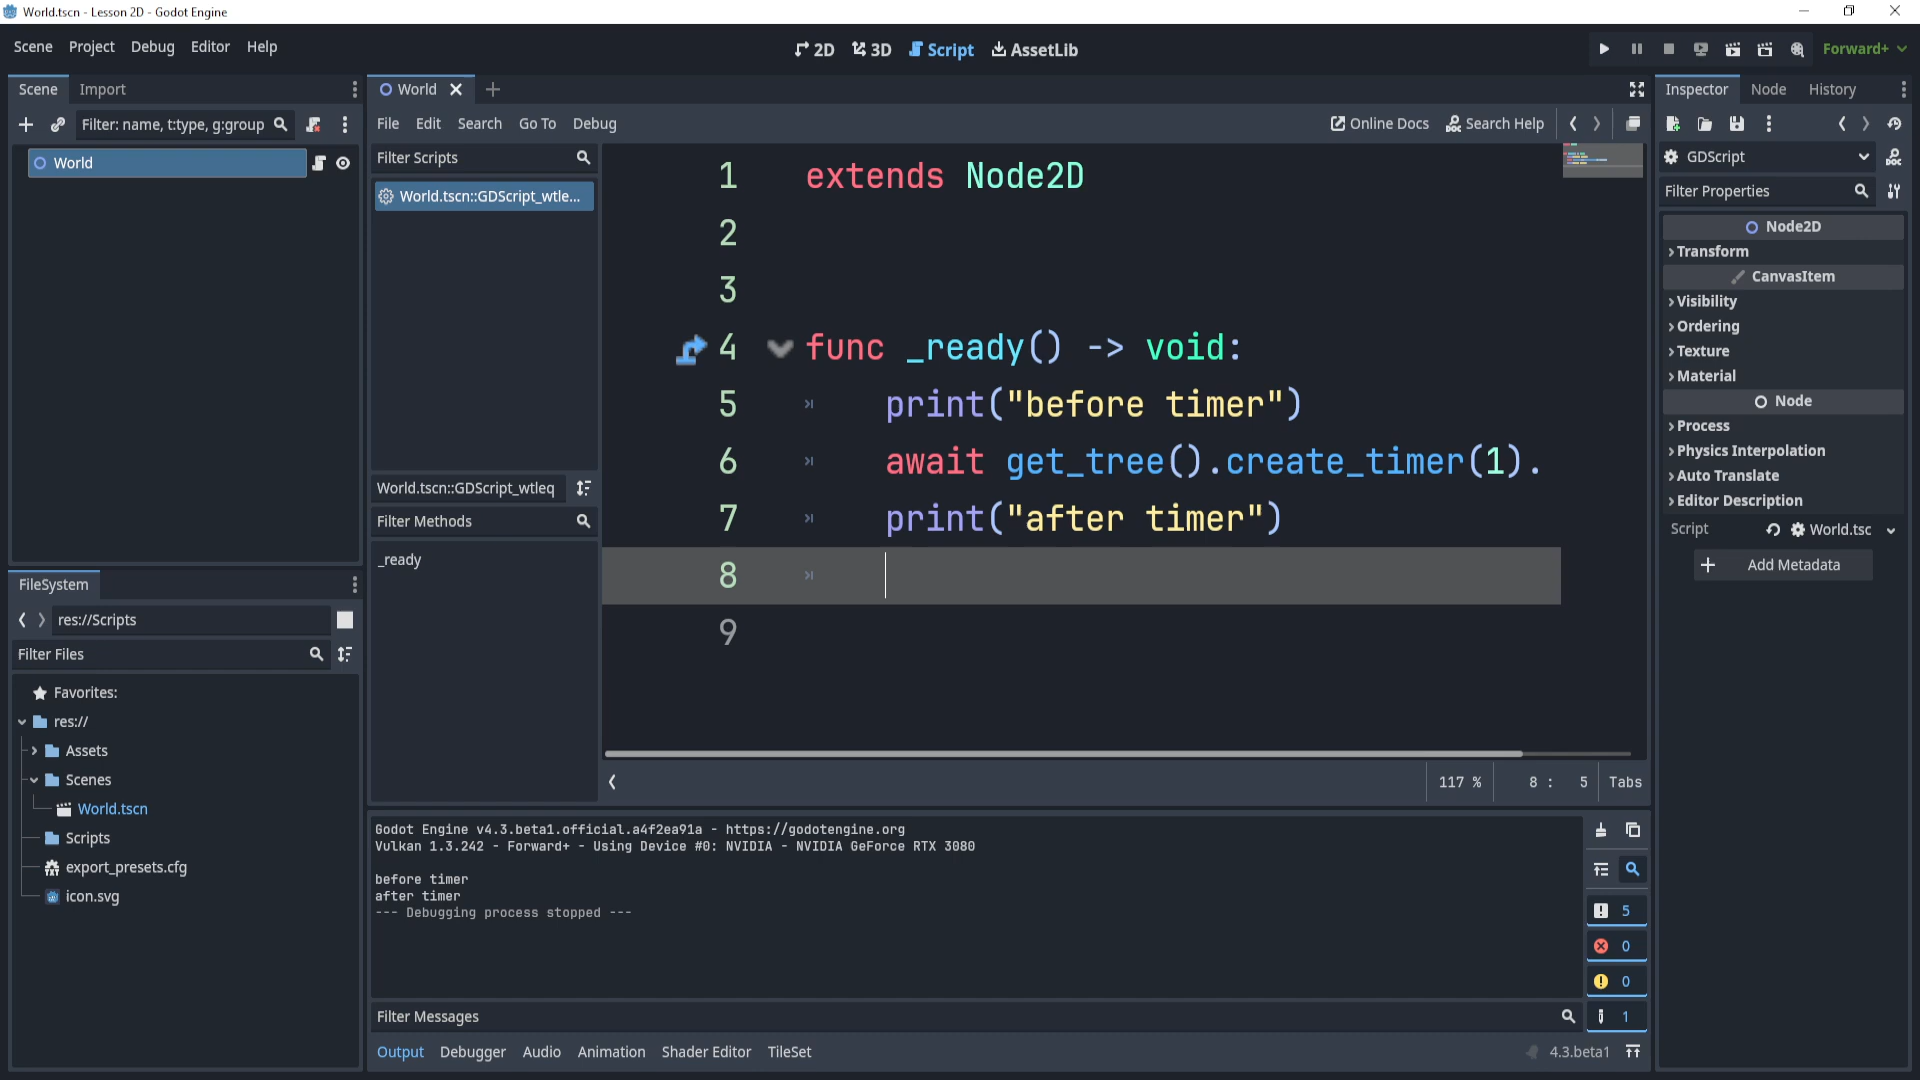 World.tscn - Lesson 2D - Godot Engine
Scene Project Debug Editor Help
2D 3D Script AssetLib
Forward+
Scene Import
Filter: name, t:type, g:group
World
World
File Edit Search Go To Debug
Online Docs Search Help
Filter Scripts
World.tscn::GDScript_wtle...
World.tscn::GDScript_wtleq
Filter Methods
_ready
1 extends Node2D
2
3
4 func _ready() -> void:
5 print("before timer")
6 await get_tree().create_timer(1).
7 print("after timer")
8
9
117 % 8 : 5 Tabs
Inspector Node History
GDScript
Filter Properties
Node2D
Transform
CanvasItem
Visibility
Ordering
Texture
Material
Node
Process
Physics Interpolation
Auto Translate
Editor Description
Script World.tsc
Add Metadata
FileSystem
res://Scripts
Filter Files
Favorites:
res://
Assets
Scenes
World.tscn
Scripts
export_presets.cfg
icon.svg
Godot Engine v4.3.beta1.official.a4f2ea91a - https://godotengine.org
Vulkan 1.3.242 - Forward+ - Using Device #0: NVIDIA - NVIDIA GeForce RTX 3080
before timer
after timer
--- Debugging process stopped ---
5
0
0
1
Filter Messages
Output Debugger Audio Animation Shader Editor TileSet
4.3.beta1